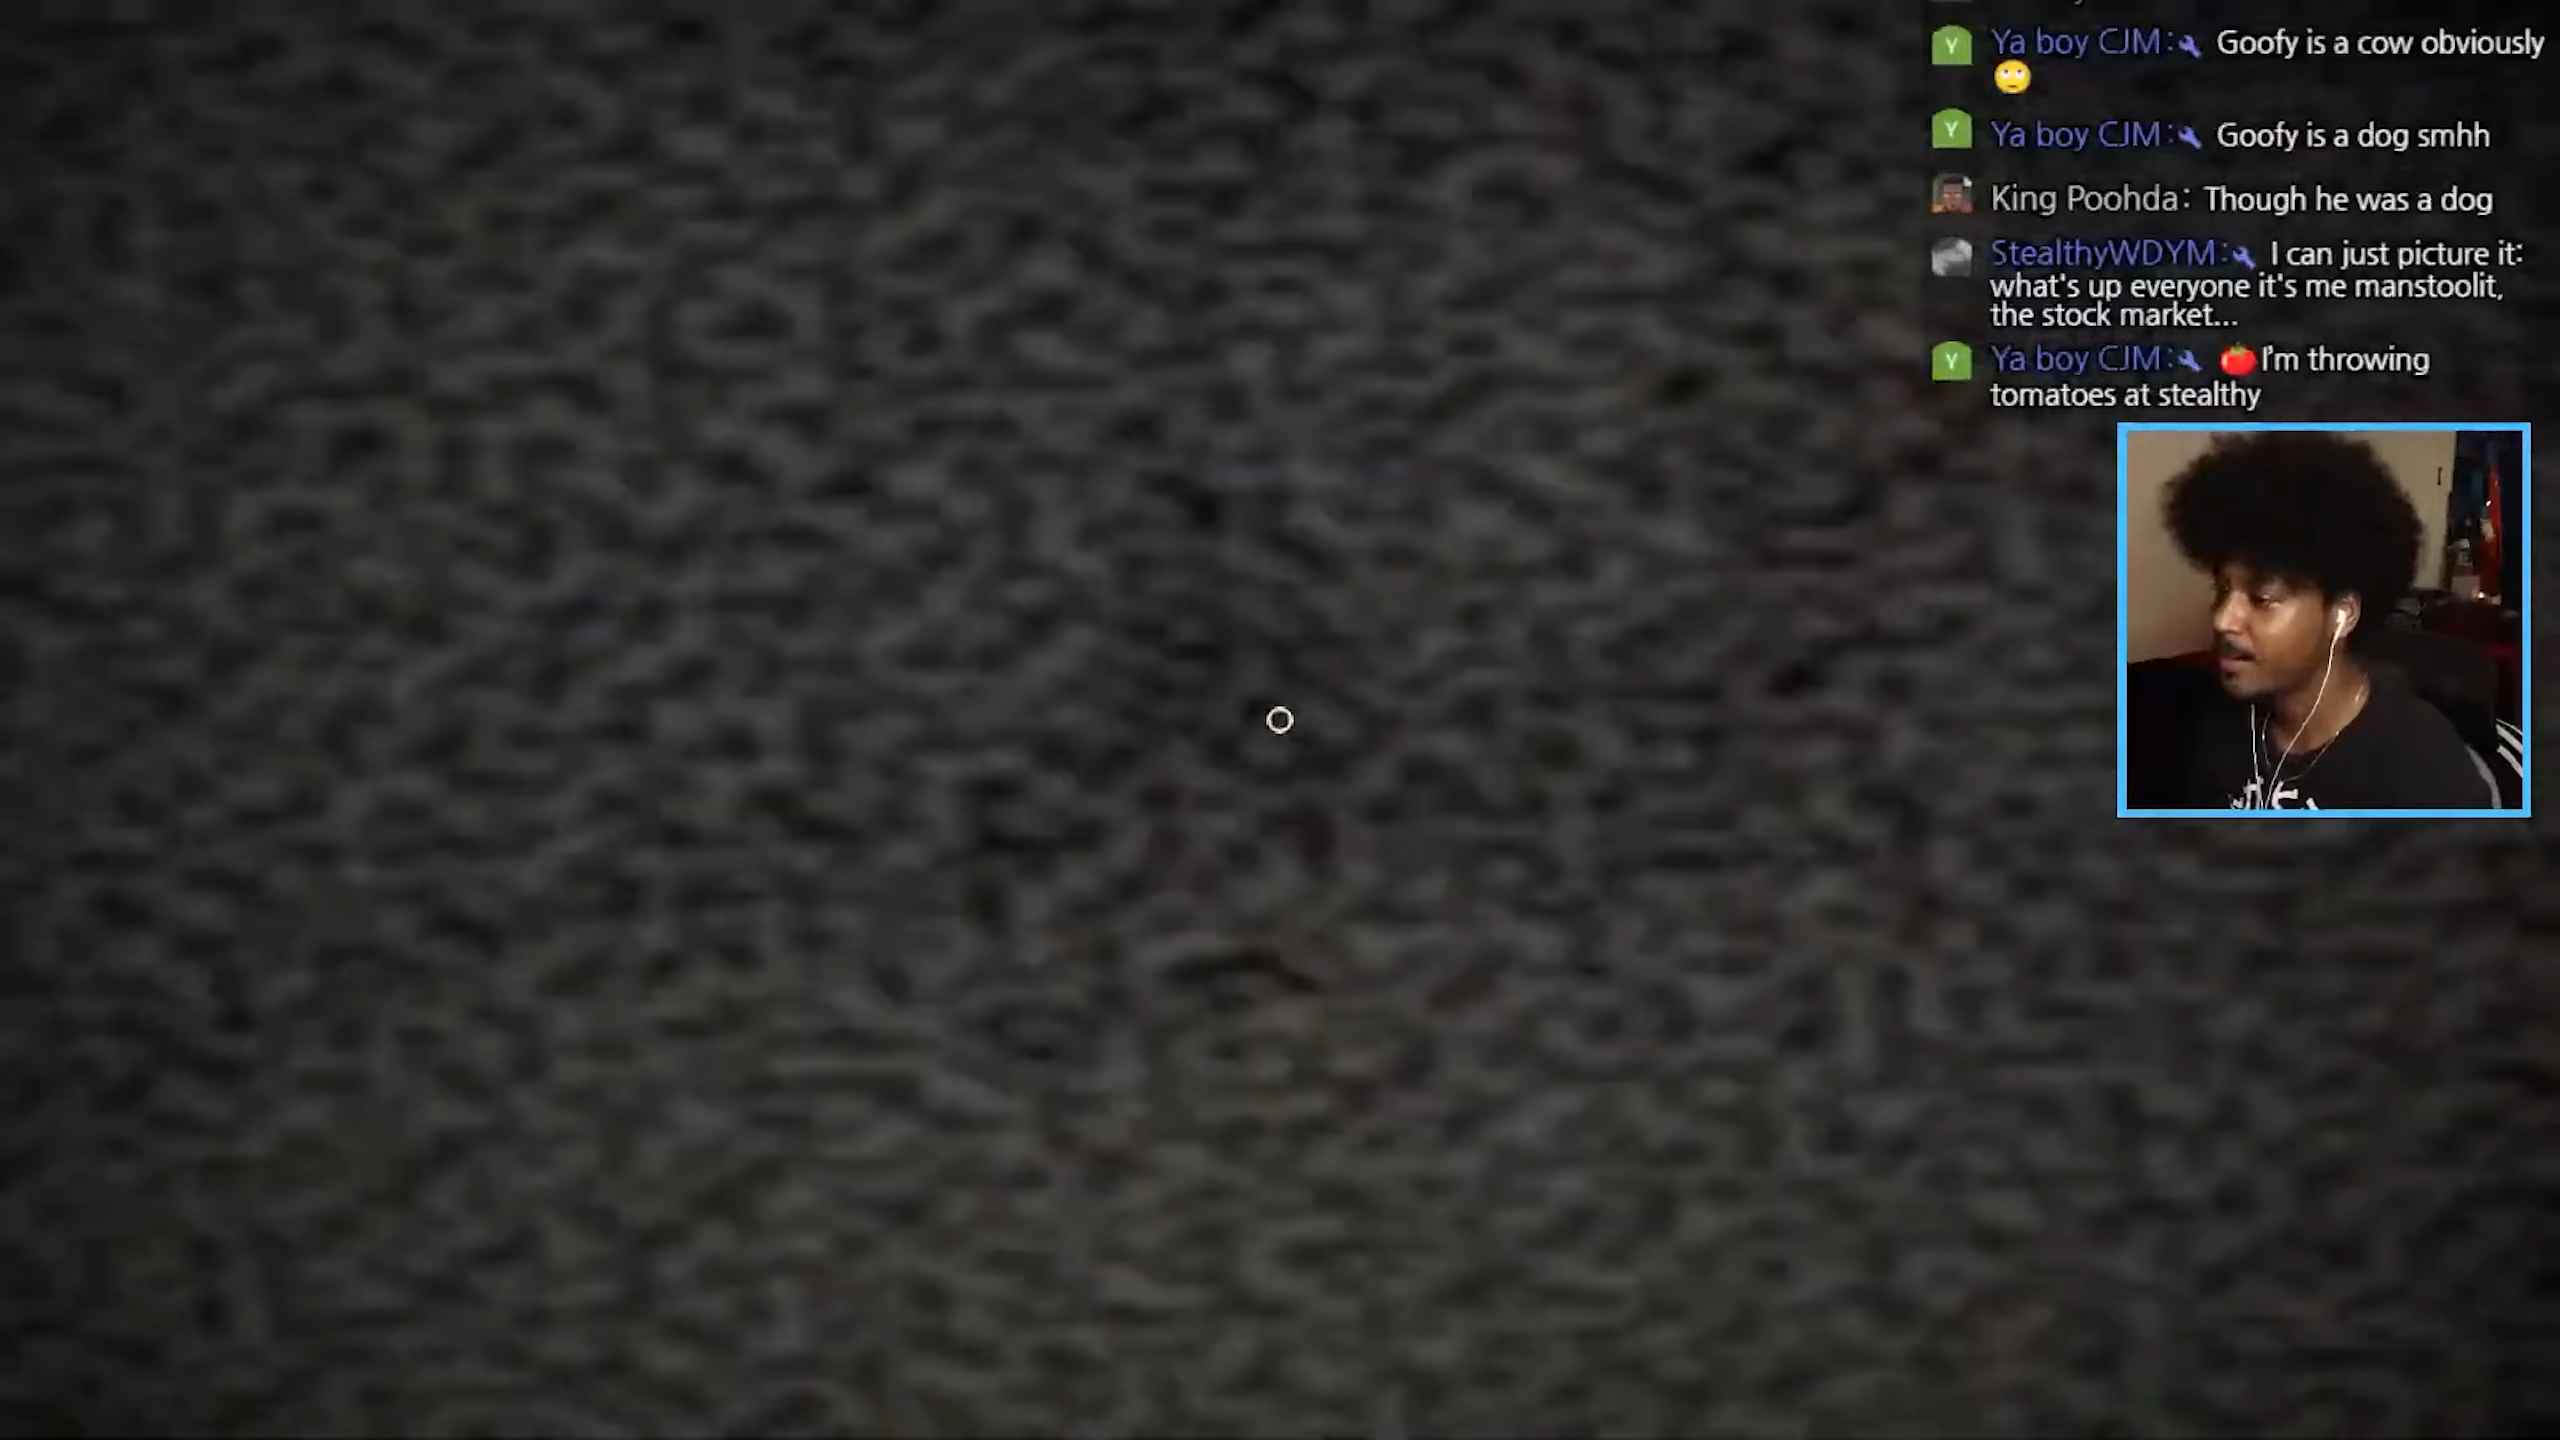 Ya boy CJM: Goofy is a cow obviously
🙄
Ya boy CJM: Goofy is a dog smhh
King Poohda: Though he was a dog
StealthyWDYM: I can just picture it:
what's up everyone it's me manstoolit,
the stock market...
Ya boy CJM: 🍅I'm throwing
tomatoes at stealthy